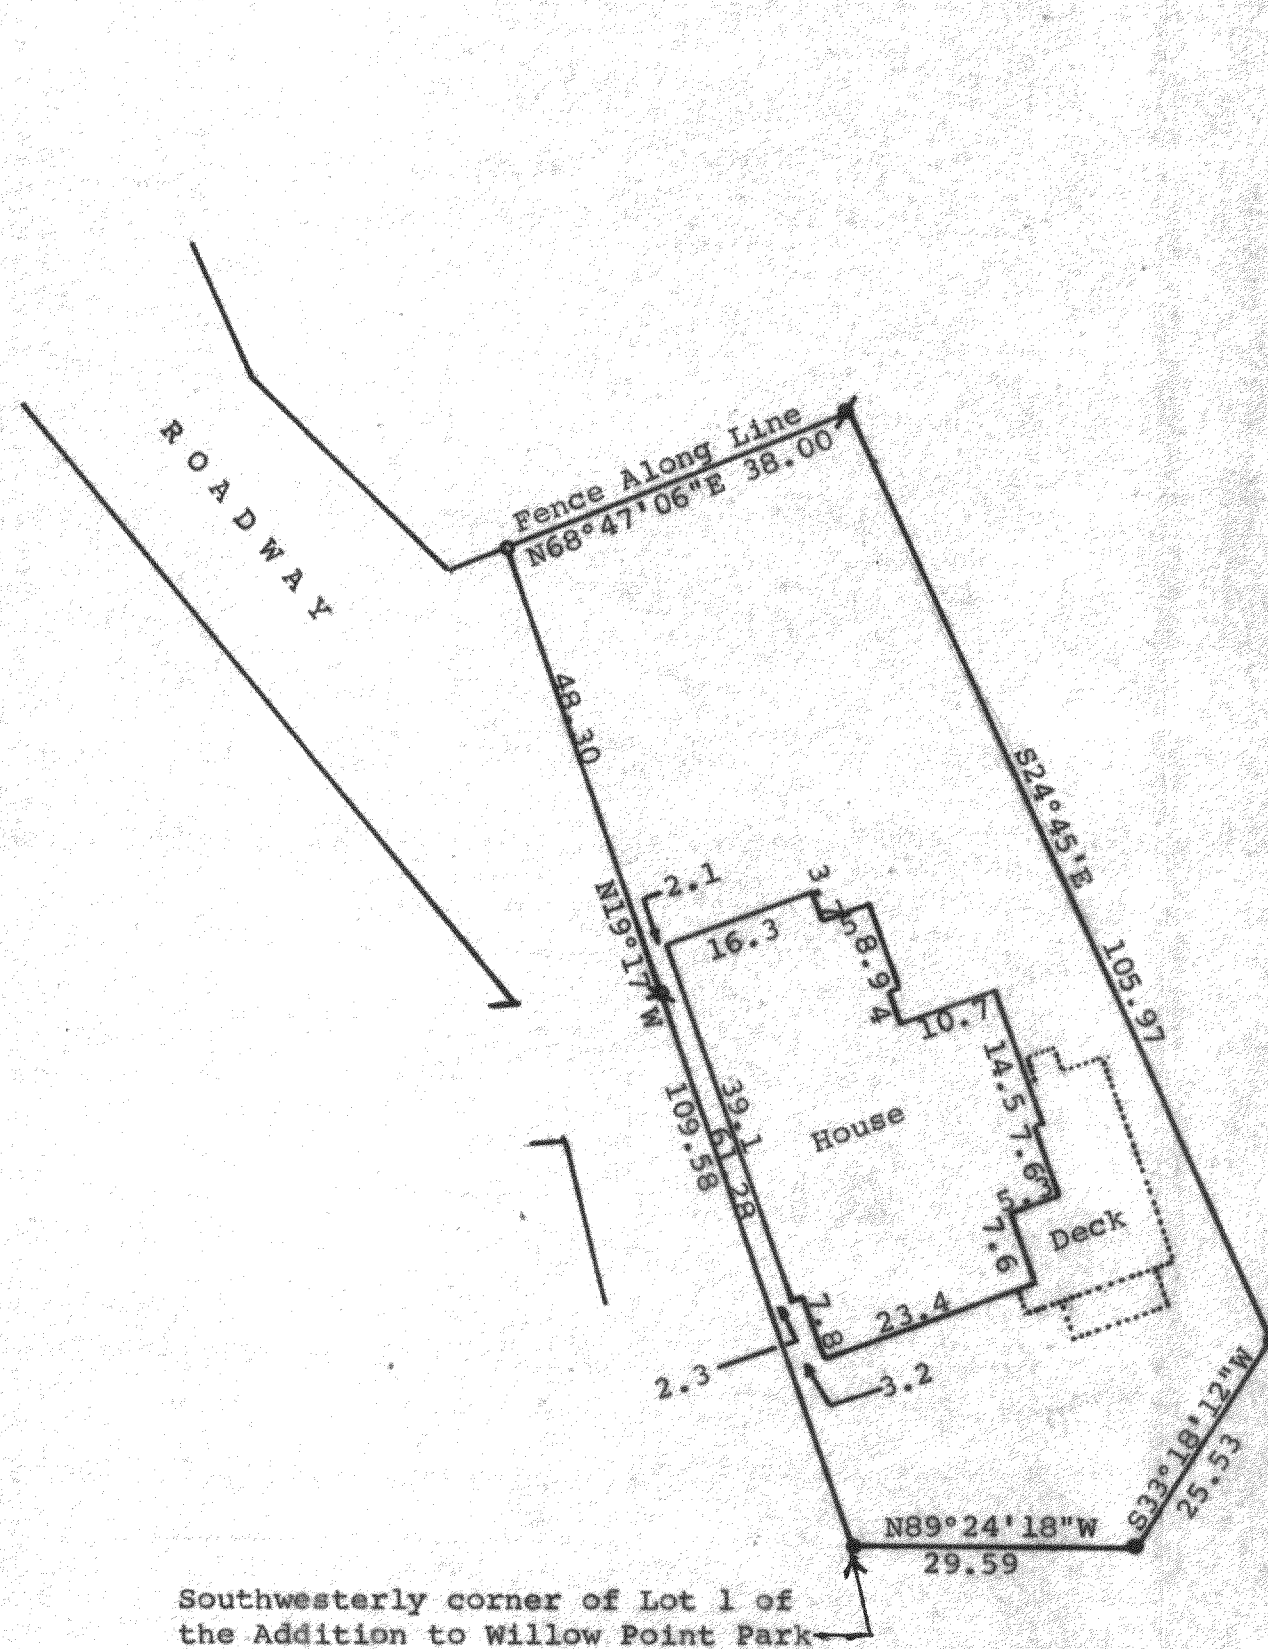 ROADWAY
Fence Along Line
N68°47'06"E 38.00
48.30
S24°45'E
105.97
N19°17'W
109.58
61.28
2.1
16.3
3
7.5
8.9
4
10.7
39.1
House
14.5
7.6
5.3
7.6
Deck
7.8
23.4
2.3
3.2
S33°18'12"W
25.53
N89°24'18"W
29.59
Southwesterly corner of Lot 1 of
the Addition to Willow Point Park